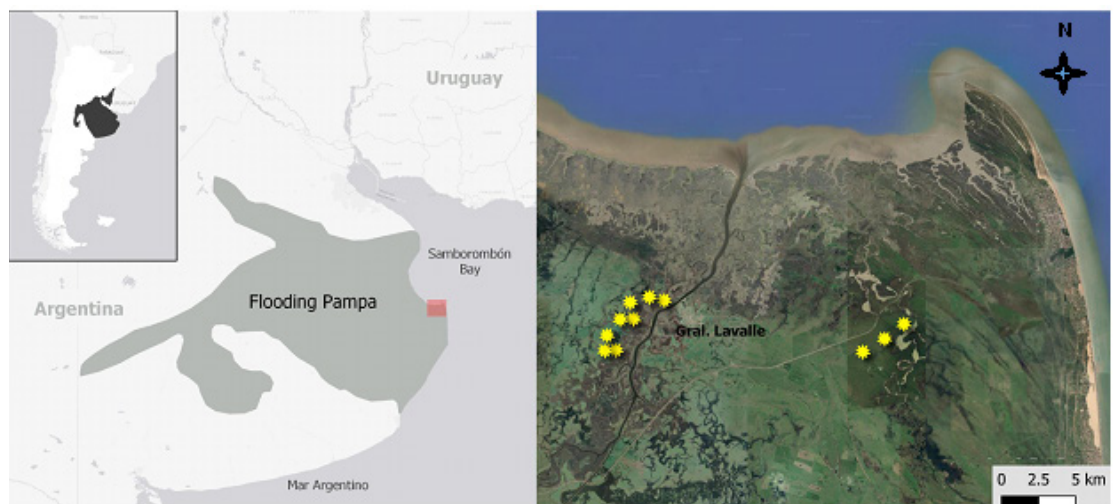 Uruguay
Samborombón
Bay
Flooding Pampa
Argentina
Mar Argentino
N
Gral. Lavalle
0 2.5 5 km